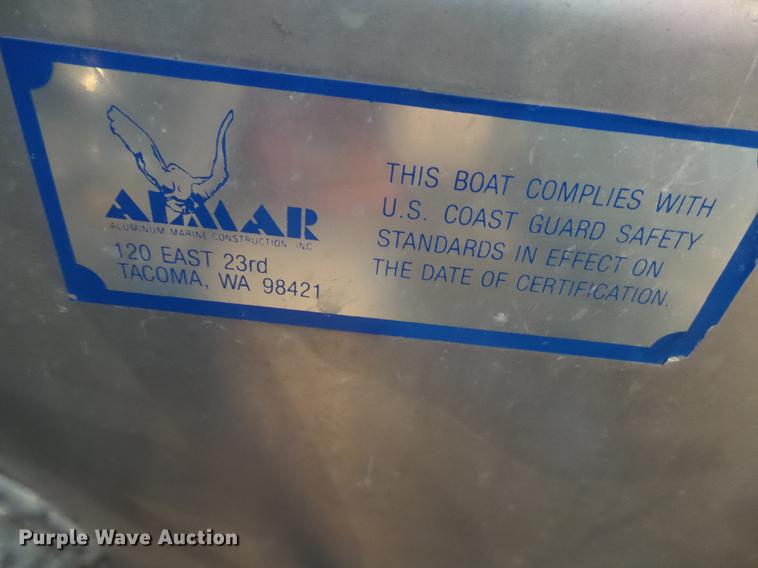 ALMAR
ALUMINUM MARINE CONSTRUCTION INC
120 EAST 23rd
TACOMA, WA 98421
THIS BOAT COMPLIES WITH
U.S. COAST GUARD SAFETY
STANDARDS IN EFFECT ON
THE DATE OF CERTIFICATION.
Purple Wave Auction®